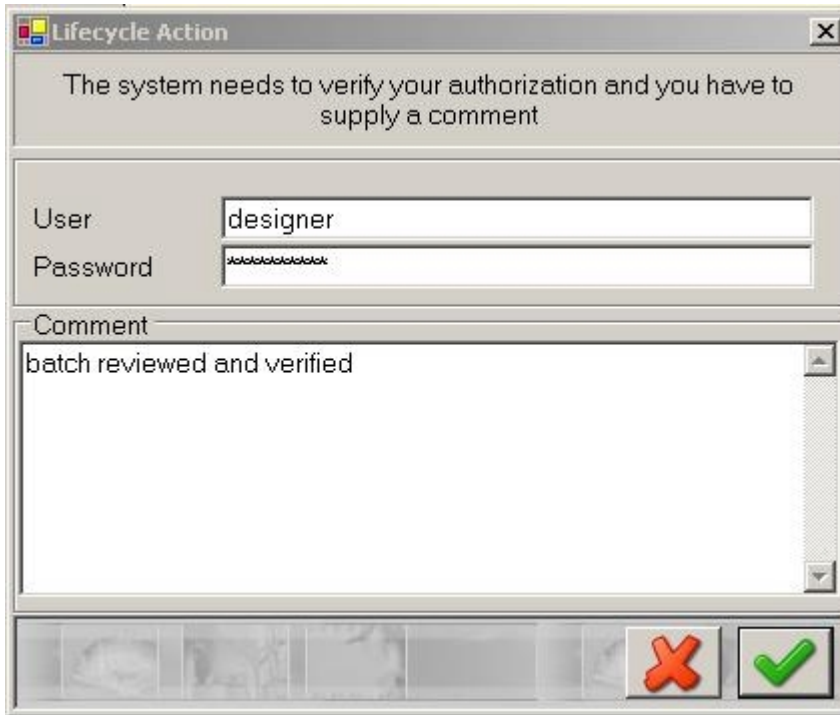 Lifecycle Action
The system needs to verify your authorization and you have to
supply a comment
User
designer
Password
***********
Comment
batch reviewed and verified